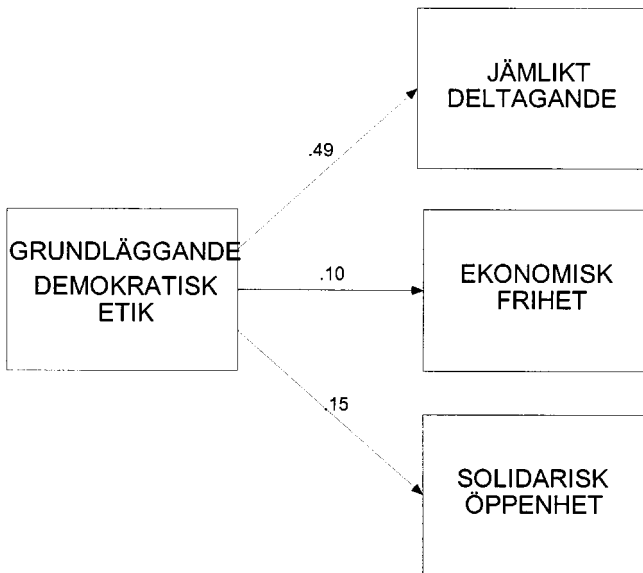 JÄMLIKT
DELTAGANDE
.49
GRUNDLÄGGANDE
DEMOKRATISK
ETIK
.10
EKONOMISK
FRIHET
.15
SOLIDARISK
ÖPPENHET